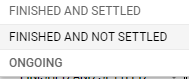 FINISHED AND SETTLED
FINISHED AND NOT SETTLED
ONGOING